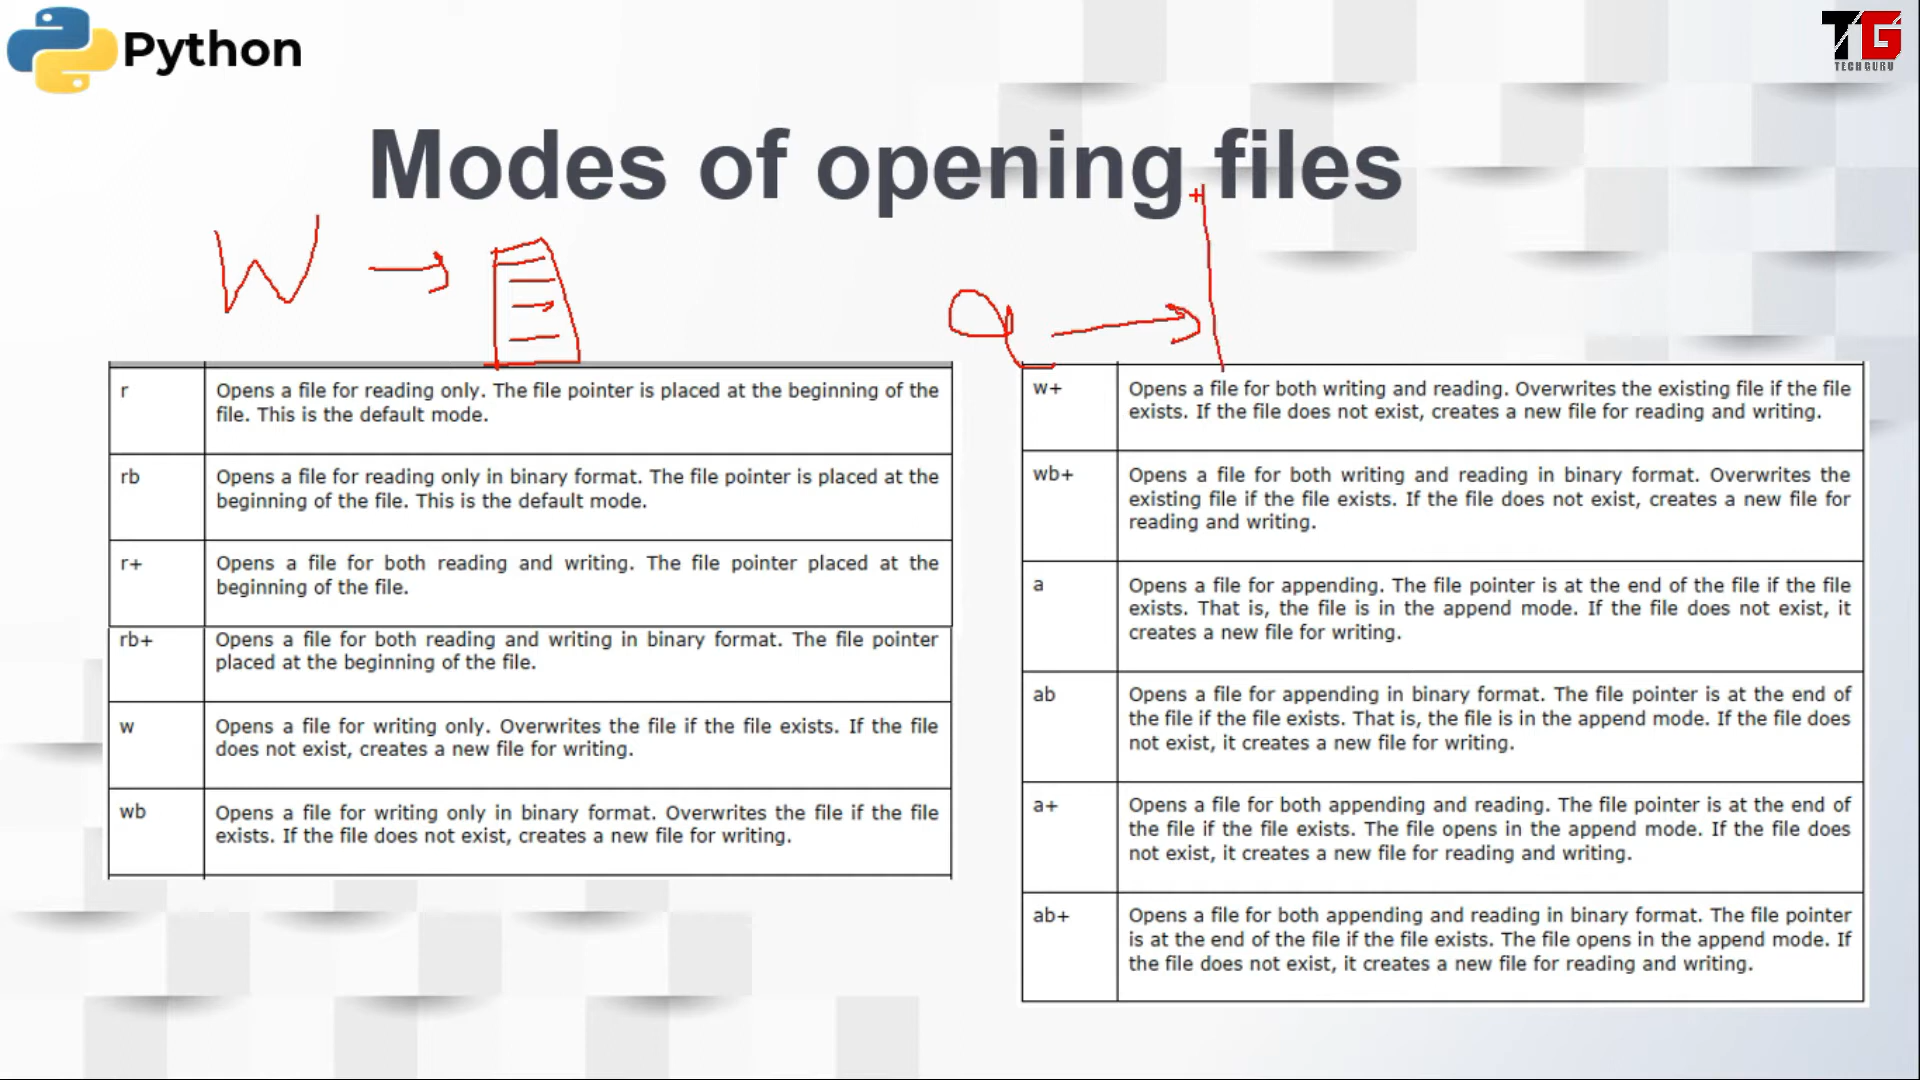 Python
TG
TECHGURU
Modes of opening files
W
a
r
Opens a file for reading only. The file pointer is placed at the beginning of the
file. This is the default mode.
rb
Opens a file for reading only in binary format. The file pointer is placed at the
beginning of the file. This is the default mode.
r+
Opens a file for both reading and writing. The file pointer placed at the
beginning of the file.
rb+
Opens a file for both reading and writing in binary format. The file pointer
placed at the beginning of the file.
w
Opens a file for writing only. Overwrites the file if the file exists. If the file
does not exist, creates a new file for writing.
wb
Opens a file for writing only in binary format. Overwrites the file if the file
exists. If the file does not exist, creates a new file for writing.
w+
Opens a file for both writing and reading. Overwrites the existing file if the file
exists. If the file does not exist, creates a new file for reading and writing.
wb+
Opens a file for both writing and reading in binary format. Overwrites the
existing file if the file exists. If the file does not exist, creates a new file for
reading and writing.
a
Opens a file for appending. The file pointer is at the end of the file if the file
exists. That is, the file is in the append mode. If the file does not exist, it
creates a new file for writing.
ab
Opens a file for appending in binary format. The file pointer is at the end of
the file if the file exists. That is, the file is in the append mode. If the file does
not exist, it creates a new file for writing.
a+
Opens a file for both appending and reading. The file pointer is at the end of
the file if the file exists. The file opens in the append mode. If the file does
not exist, it creates a new file for reading and writing.
ab+
Opens a file for both appending and reading in binary format. The file pointer
is at the end of the file if the file exists. The file opens in the append mode. If
the file does not exist, it creates a new file for reading and writing.